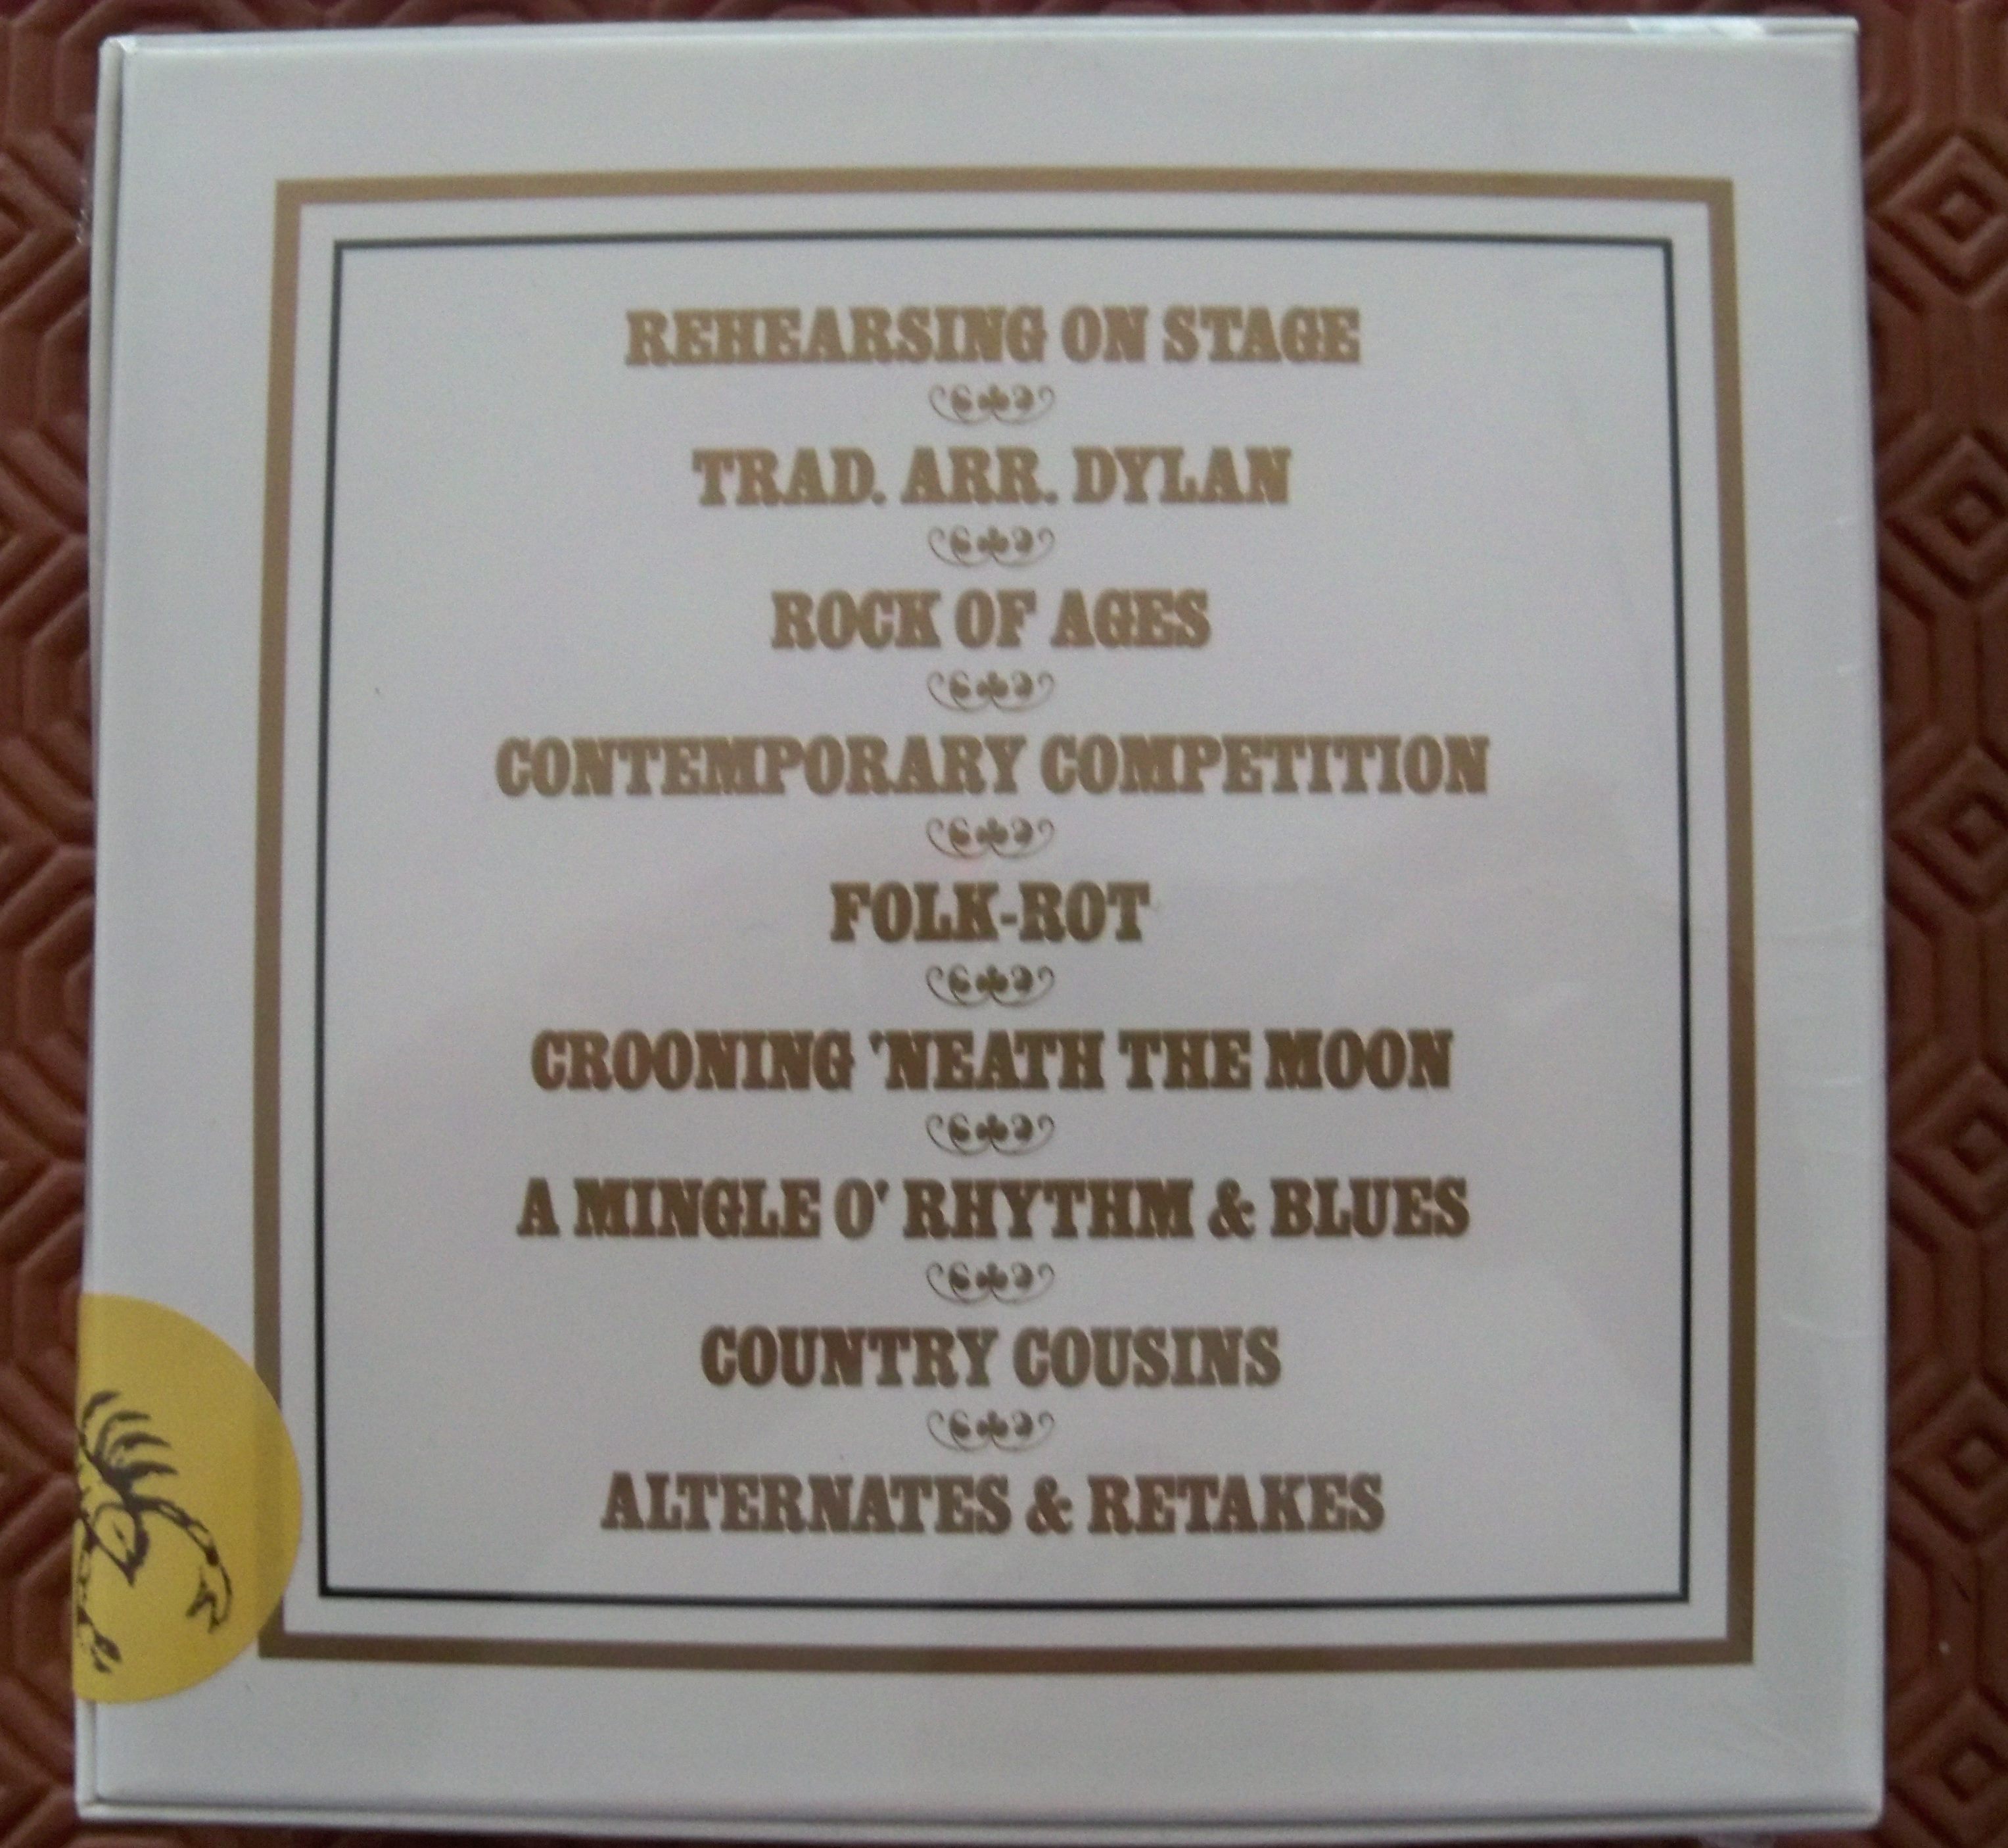 REHEARSING ON STAGE
TRAD. ARR. DYLAN
ROCK OF AGES
CONTEMPORARY COMPETITION
FOLK-ROT
CROONING 'NEATH THE MOON
A MINGLE O' RHYTHM & BLUES
COUNTRY COUSINS
ALTERNATES & RETAKES